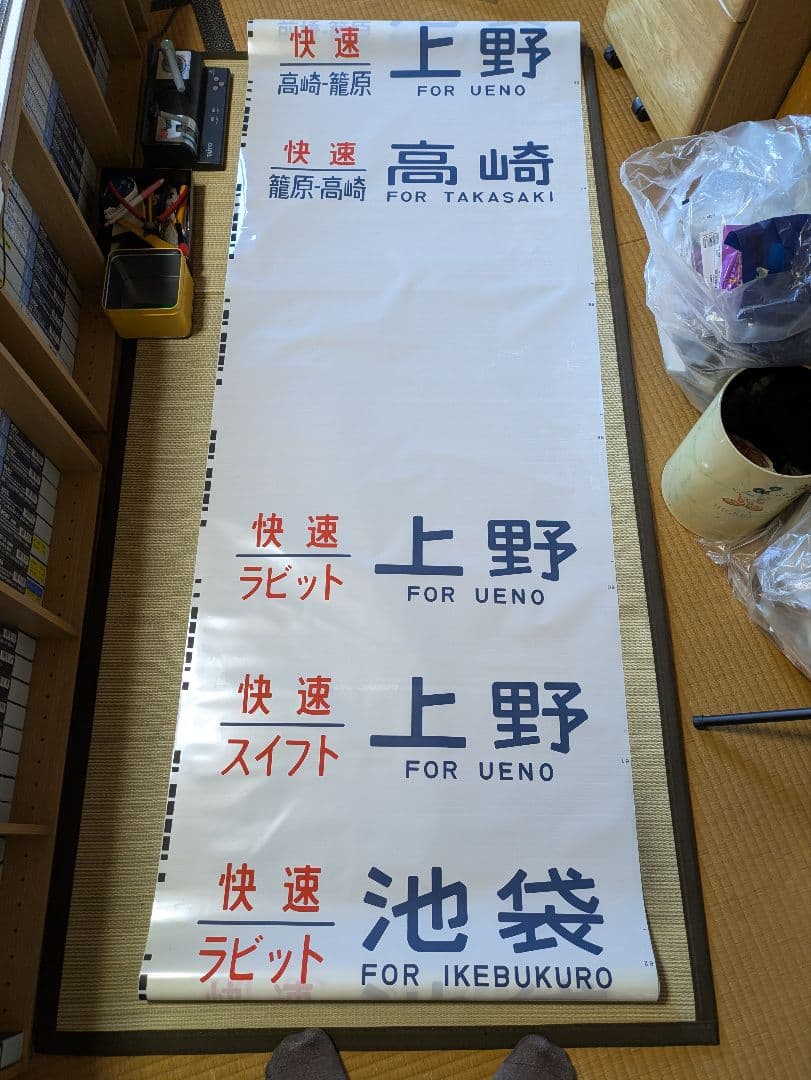 快速 上野
高崎-籠原 FOR UENO
快速 高崎
籠原-高崎 FOR TAKASAKI
快速 上野
ラビット FOR UENO
快速 上野
スイフト FOR UENO
快速 池袋
ラビット FOR IKEBUKURO